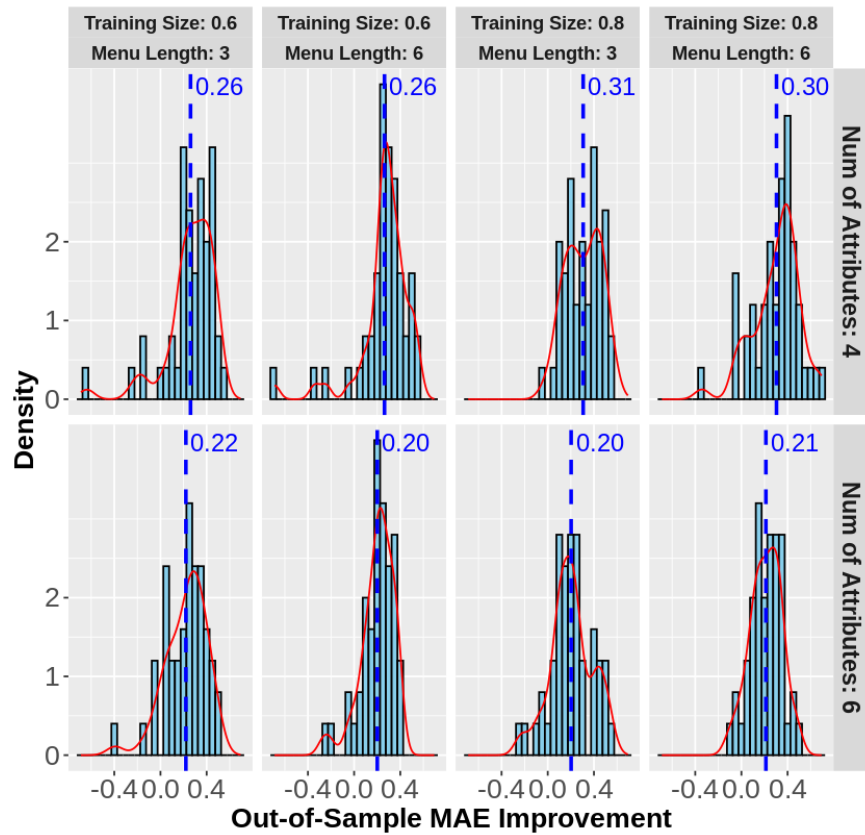 Training Size: 0.6
Menu Length: 3
Training Size: 0.6
Menu Length: 6
Training Size: 0.8
Menu Length: 3
Training Size: 0.8
Menu Length: 6
0.26
0.26
0.31
0.30
Num of Attributes: 4
2
1
0
Density
0.22
0.20
0.20
0.21
Num of Attributes: 6
2
1
0
-0.4 0.0 0.4
-0.4 0.0 0.4
-0.4 0.0 0.4
-0.4 0.0 0.4
Out-of-Sample MAE Improvement